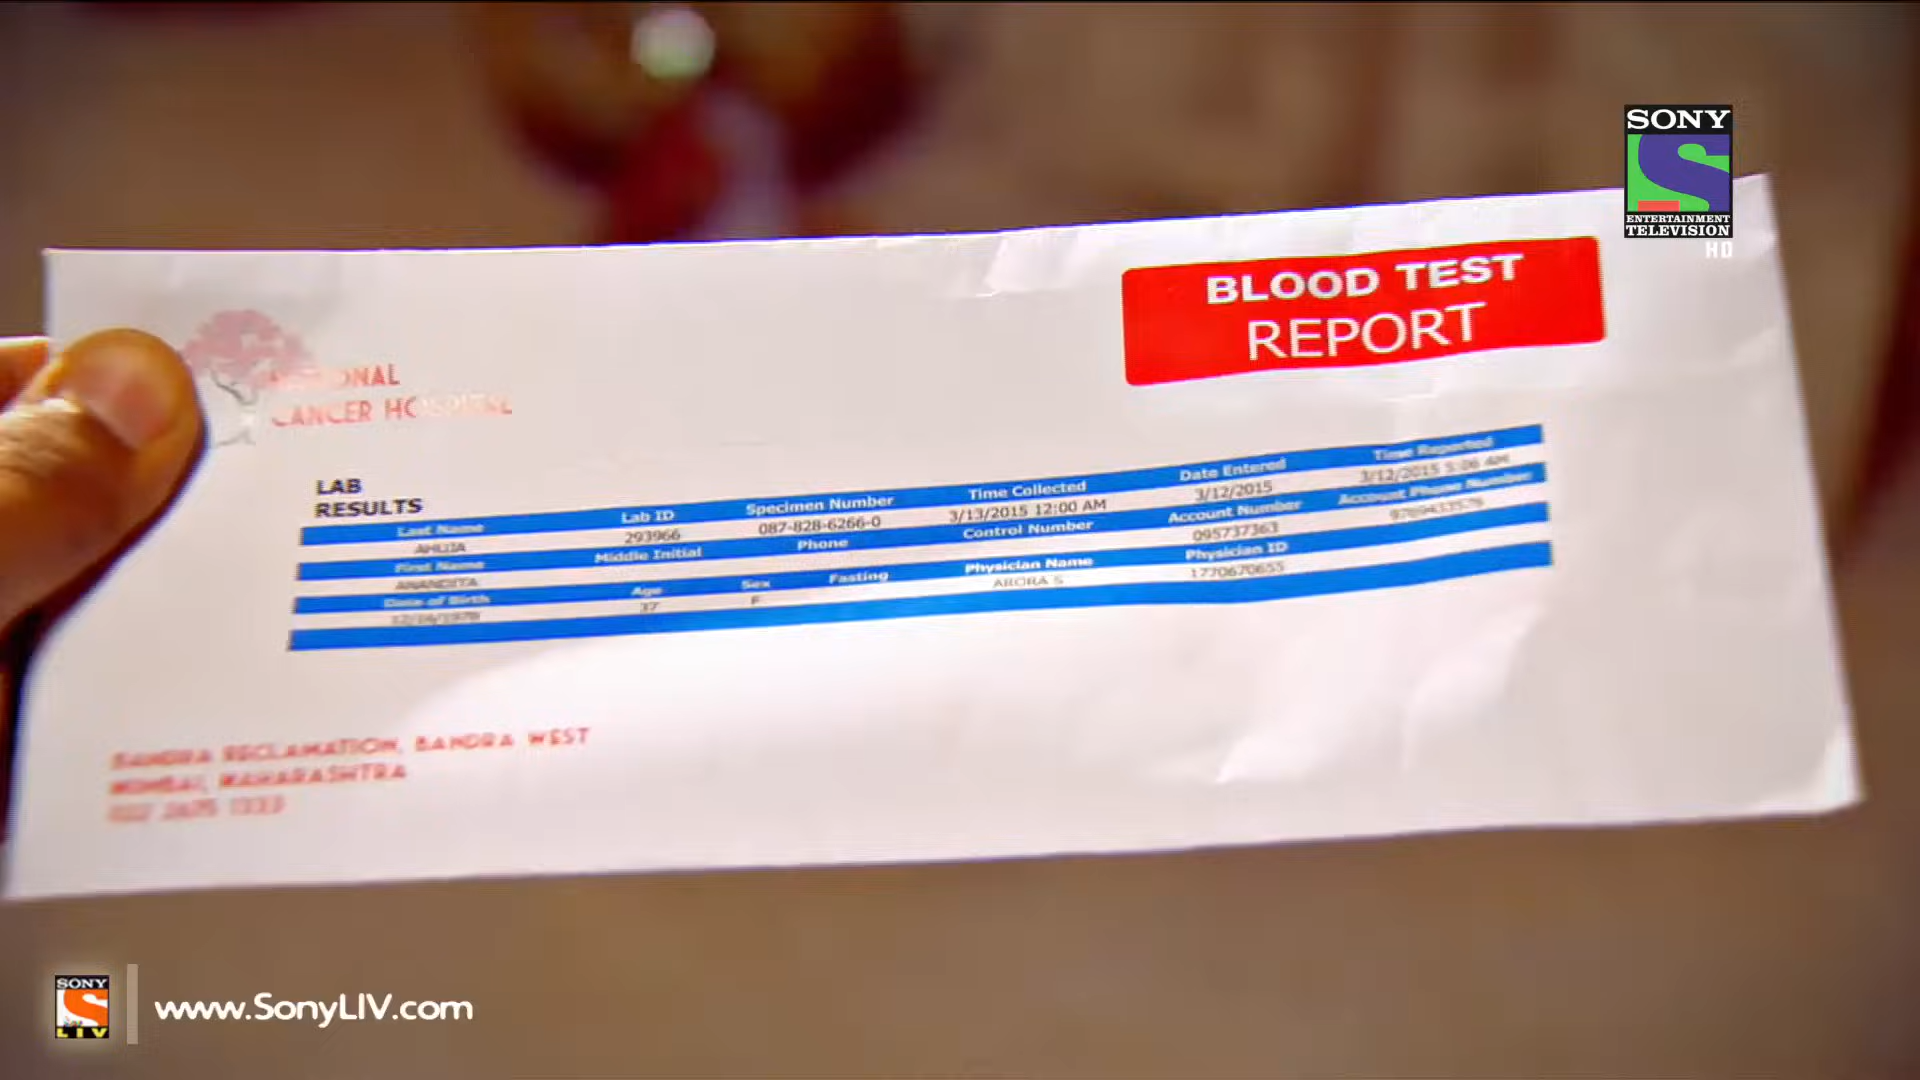 SONY
ENTERTAINMENT
TELEVISION
HD
BLOOD TEST
REPORT
CANCER HOSPITAL
LAB
RESULTS
Last Name Lab ID Specimen Number Time Collected Date Entered Time Reported
AHUJA 293966 087-828-6266-0 3/13/2015 12:00 AM 3/12/2015 3/12/2015 5:06 AM
First Name Middle Initial Phone Control Number Account Number Account Phone Number
ANANDITA 095737363
Date of Birth Age Sex Fasting Physician Name Physician ID
37 F ARORA S 1770670655
BANDRA RECLAMATION, BANDRA WEST
MUMBAI, MAHARASHTRA
SONY
LIV
www.SonyLIV.com